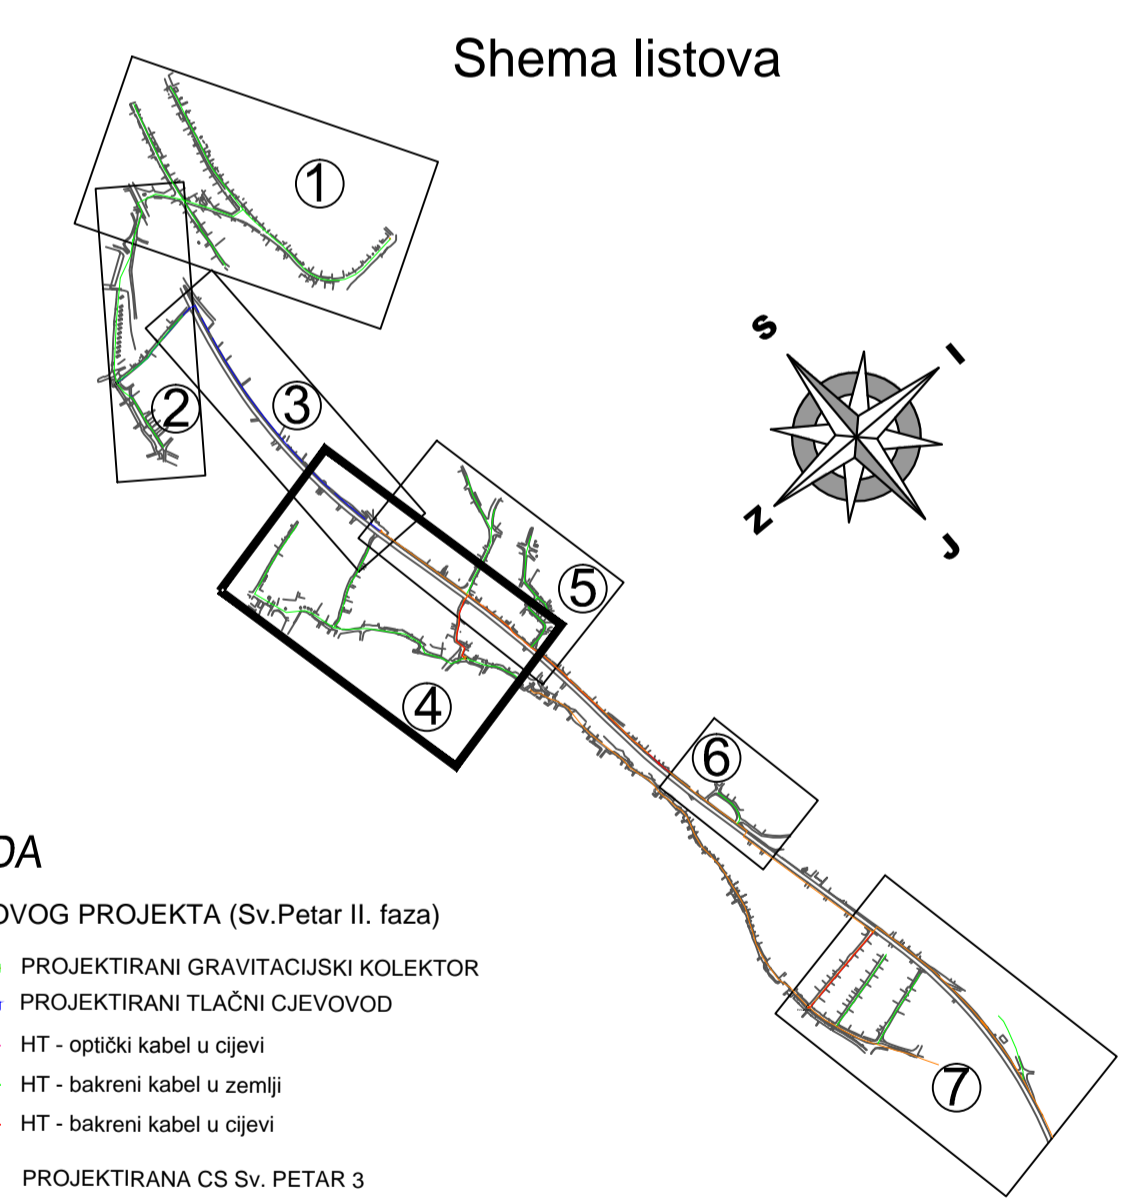 Shema listova
1
2
3
4
5
6
7
S
I
Z
J
DA
OVOG PROJEKTA (Sv.Petar II. faza)
PROJEKTIRANI GRAVITACIJSKI KOLEKTOR
PROJEKTIRANI TLAČNI CJEVOVOD
HT - optički kabel u cijevi
HT - bakreni kabel u zemlji
HT - bakreni kabel u cijevi
PROJEKTIRANA CS Sv. PETAR 3